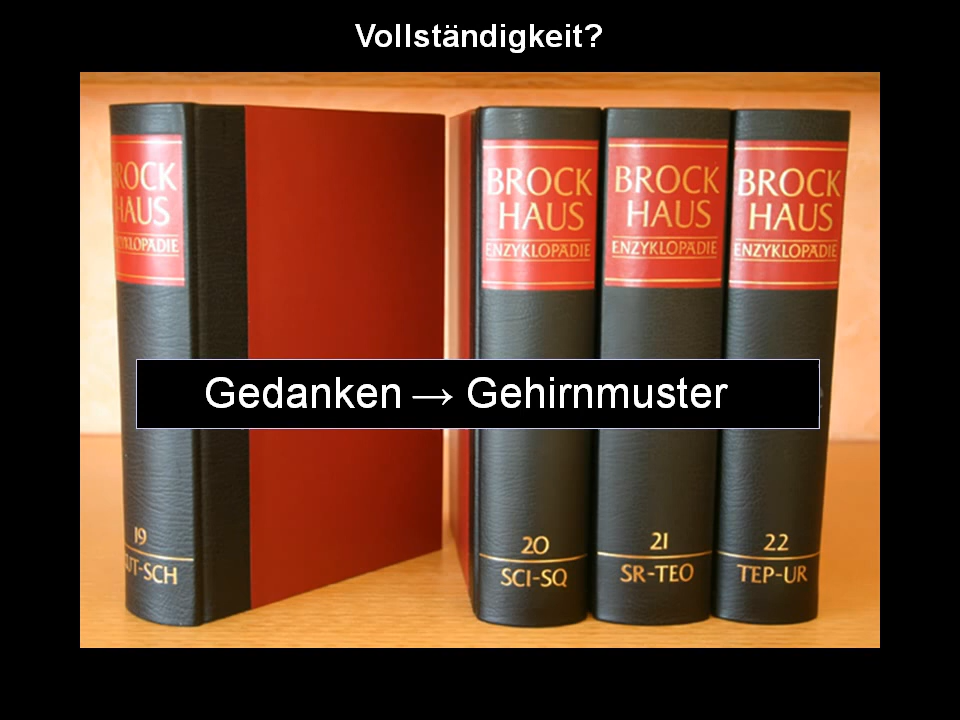 Vollständigkeit?
BROCK
HAUS
ENZYKLOPÄDIE
19
SCH
BROCK
HAUS
ENZYKLOPÄDIE
20
SCI-SQ
BROCK
HAUS
ENZYKLOPÄDIE
21
SR-TEO
BROCK
HAUS
ENZYKLOPÄDIE
22
TEP-UR
Gedanken → Gehirnmuster